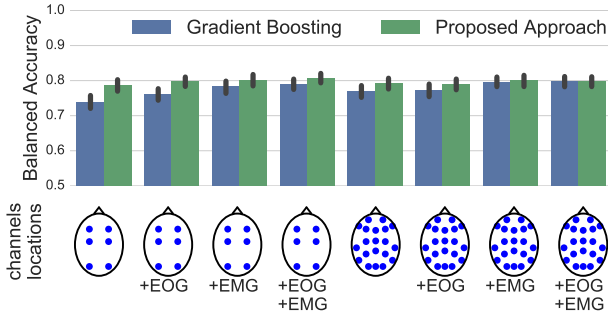 1.0
Gradient Boosting
Proposed Approach
0.9
0.8
0.7
0.6
0.5
Balanced Accuracy
channels
locations
+EOG
+EMG
+EOG
+EMG
+EOG
+EMG
+EOG
+EMG